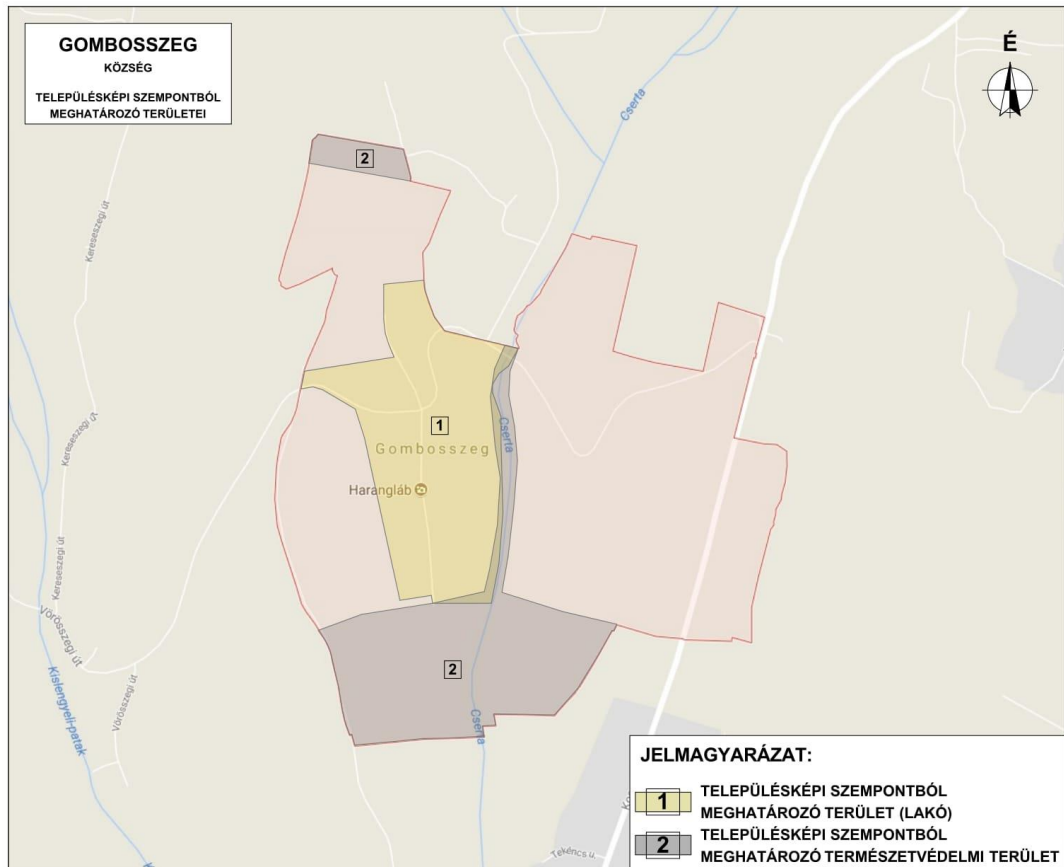 GOMBOSSZEG
KÖZSÉG
TELEPÜLÉSKÉPI SZEMPONTBÓL
MEGHATÁROZÓ TERÜLETEI
É
Cserta
2
Kereseszegi út
1
Gombosszeg
Cserta
Harangláb
Kereseszegi út
Kereseszegi út
Vörösszegi út
Kislengyeli-patak
Vörösszegi út
2
Cserta
Tekéncs u.
JELMAGYARÁZAT:
1
TELEPÜLÉSKÉPI SZEMPONTBÓL
MEGHATÁROZÓ TERÜLET (LAKÓ)
2
TELEPÜLÉSKÉPI SZEMPONTBÓL
MEGHATÁROZÓ TERMÉSZETVÉDELMI TERÜLET